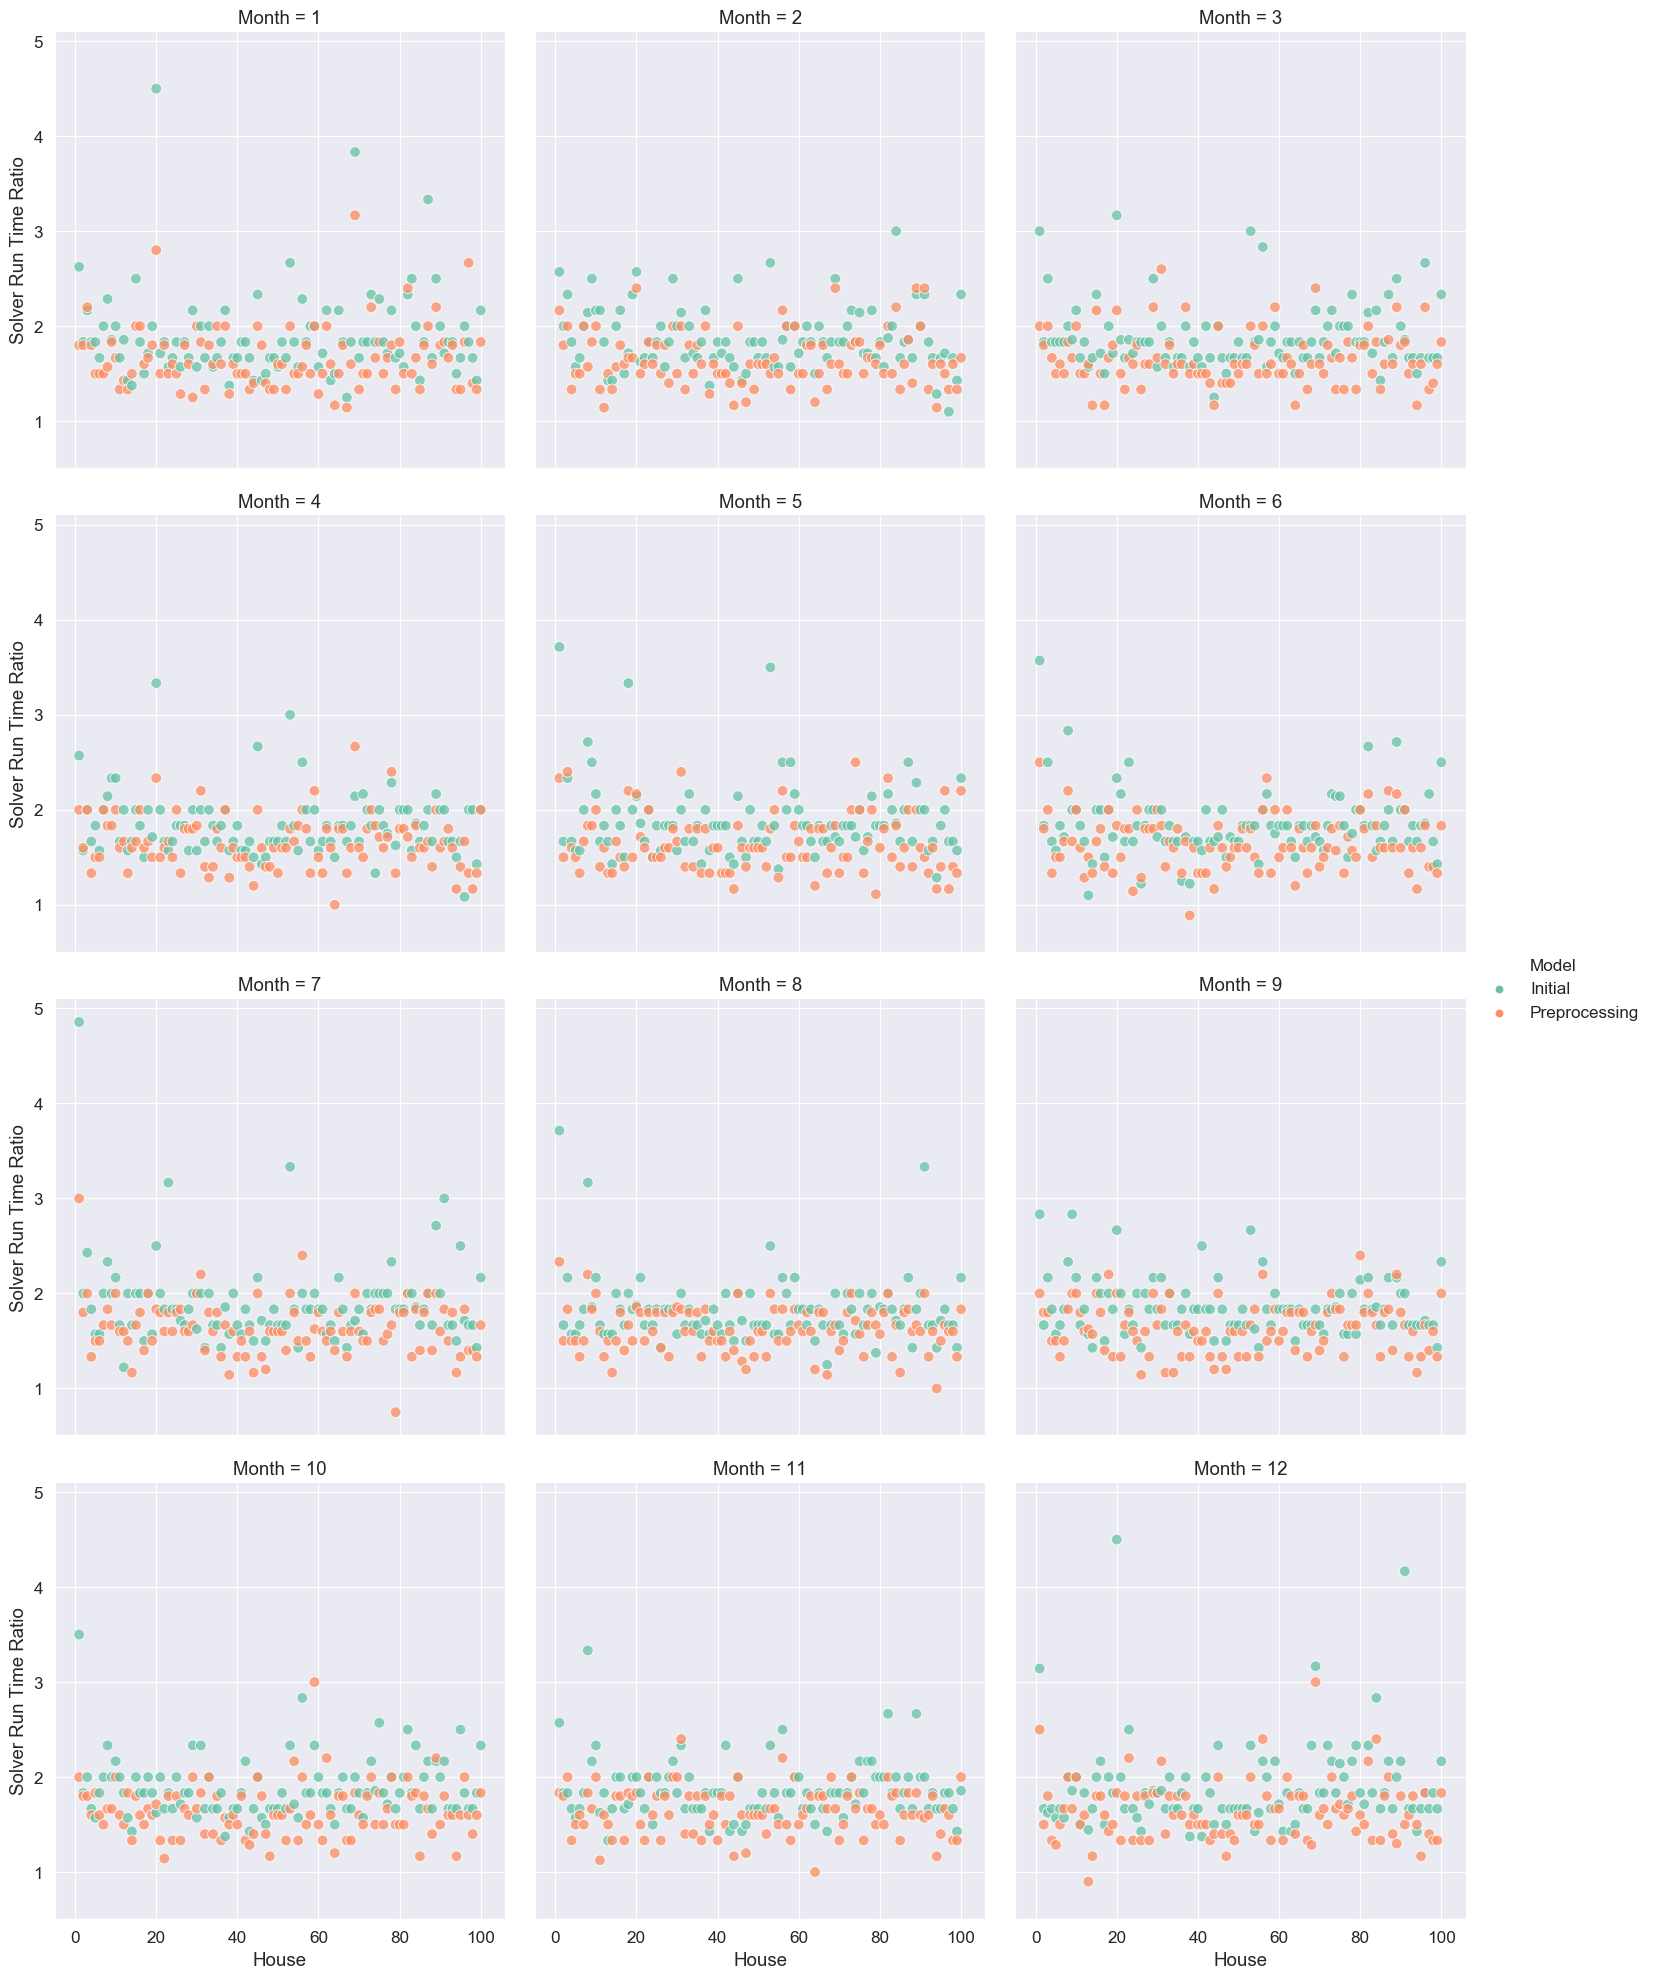 Month = 1 Month = 2 Month = 3
5
4
3
2
1
Solver Run Time Ratio
Month = 4 Month = 5 Month = 6
5
4
3
2
1
Solver Run Time Ratio
Model
Initial
Preprocessing
Month = 7 Month = 8 Month = 9
5
4
3
2
1
Solver Run Time Ratio
Month = 10 Month = 11 Month = 12
5
4
3
2
1
Solver Run Time Ratio
0 20 40 60 80 100 0 20 40 60 80 100 0 20 40 60 80 100
House House House